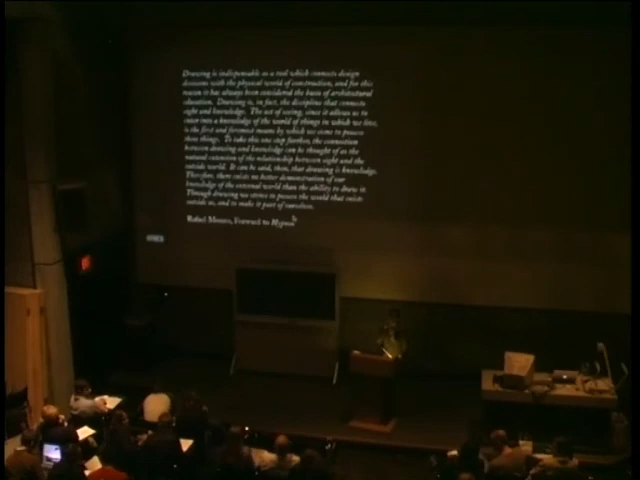 Drawing is indispensable as a tool which connects design
decisions with the physical world of construction, and for this
reason it has always been considered the basis of architectural
education. Drawing is, in fact, the discipline that connects
sight and knowledge. The act of seeing, since it allows us to
enter into a knowledge of the world of things in which we live,
is the first and foremost means by which we come to possess
these things. To take this one step further, the connection
between drawing and knowledge can be thought of as the
natural extension of the relationship between sight and the
outside world. It can be said, then, that drawing is knowledge.
Therefore, there exists no better demonstration of our
knowledge of the external world than the ability to draw it.
Through drawing we strive to possess the world that exists
outside us, and to make it part of ourselves.
Rafael Moneo, Forward to